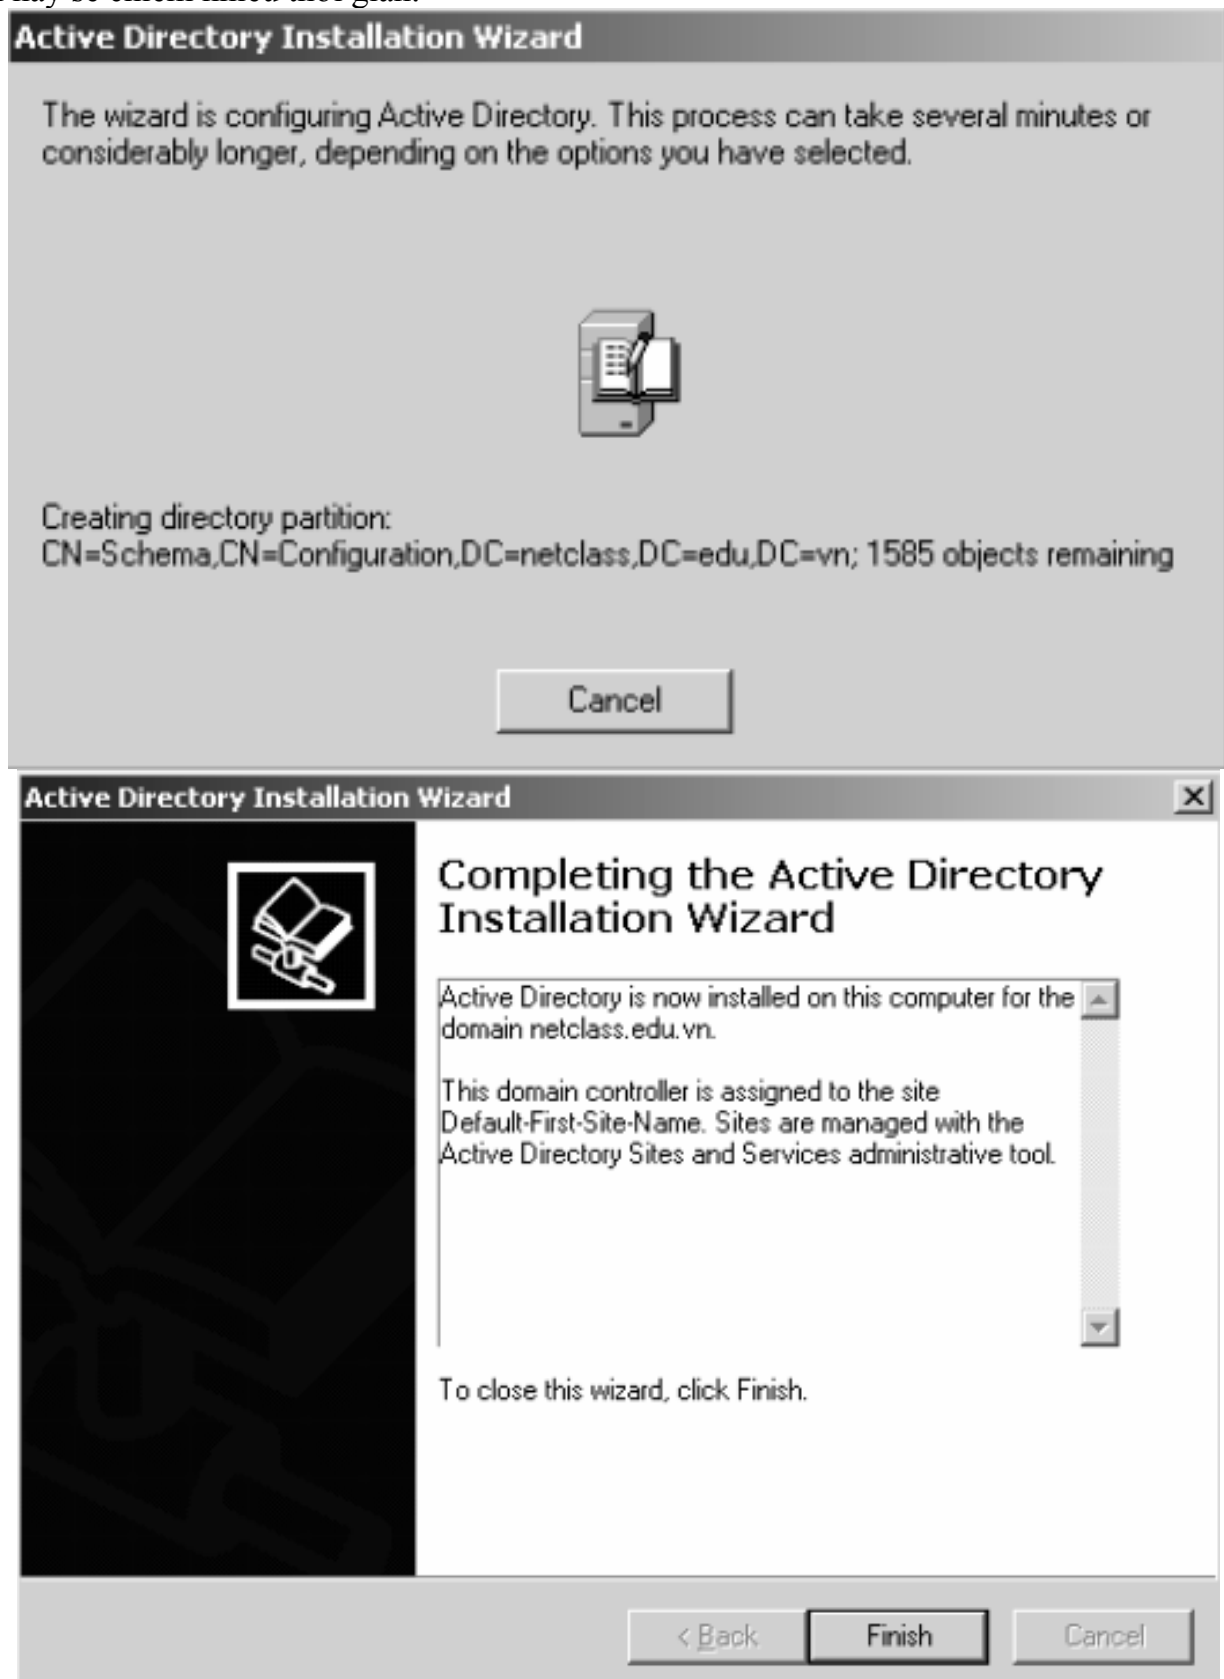 Active Directory Installation Wizard
The wizard is configuring Active Directory. This process can take several minutes or
considerably longer, depending on the options you have selected.
Creating directory partition:
CN=Schema,CN=Configuration,DC=netclass,DC=edu,DC=vn; 1585 objects remaining
Cancel
Active Directory Installation Wizard
Completing the Active Directory
Installation Wizard
Active Directory is now installed on this computer for the
domain netclass.edu.vn.
This domain controller is assigned to the site
Default-First-Site-Name. Sites are managed with the
Active Directory Sites and Services administrative tool.
To close this wizard, click Finish.
< Back
Finish
Cancel